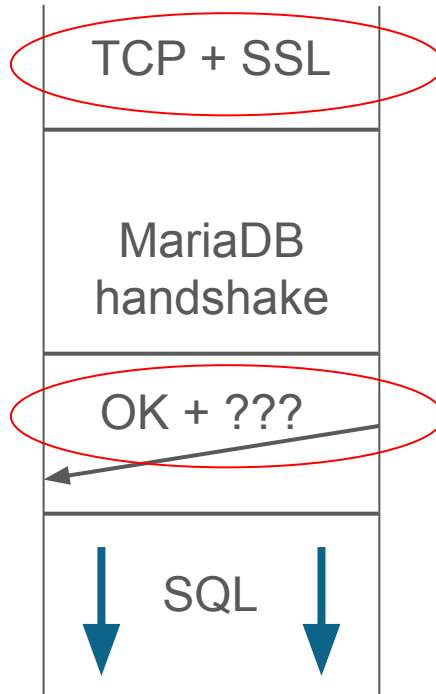 TCP + SSL
MariaDB
handshake
OK + ???
SQL